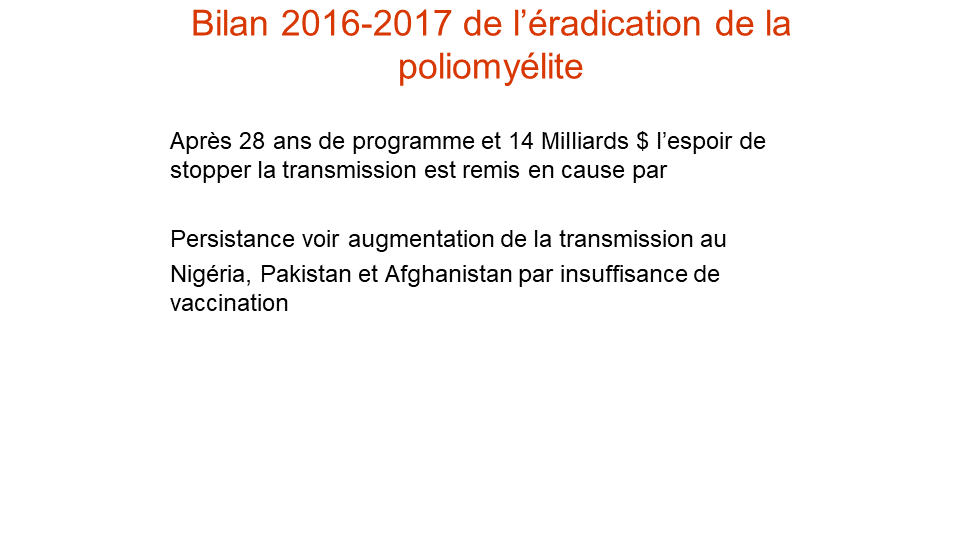 Bilan 2016-2017 de l’éradication de la
poliomyélite
Après 28 ans de programme et 14 Milliards $ l’espoir de
stopper la transmission est remis en cause par
Persistance voir augmentation de la transmission au
Nigéria, Pakistan et Afghanistan par insuffisance de
vaccination